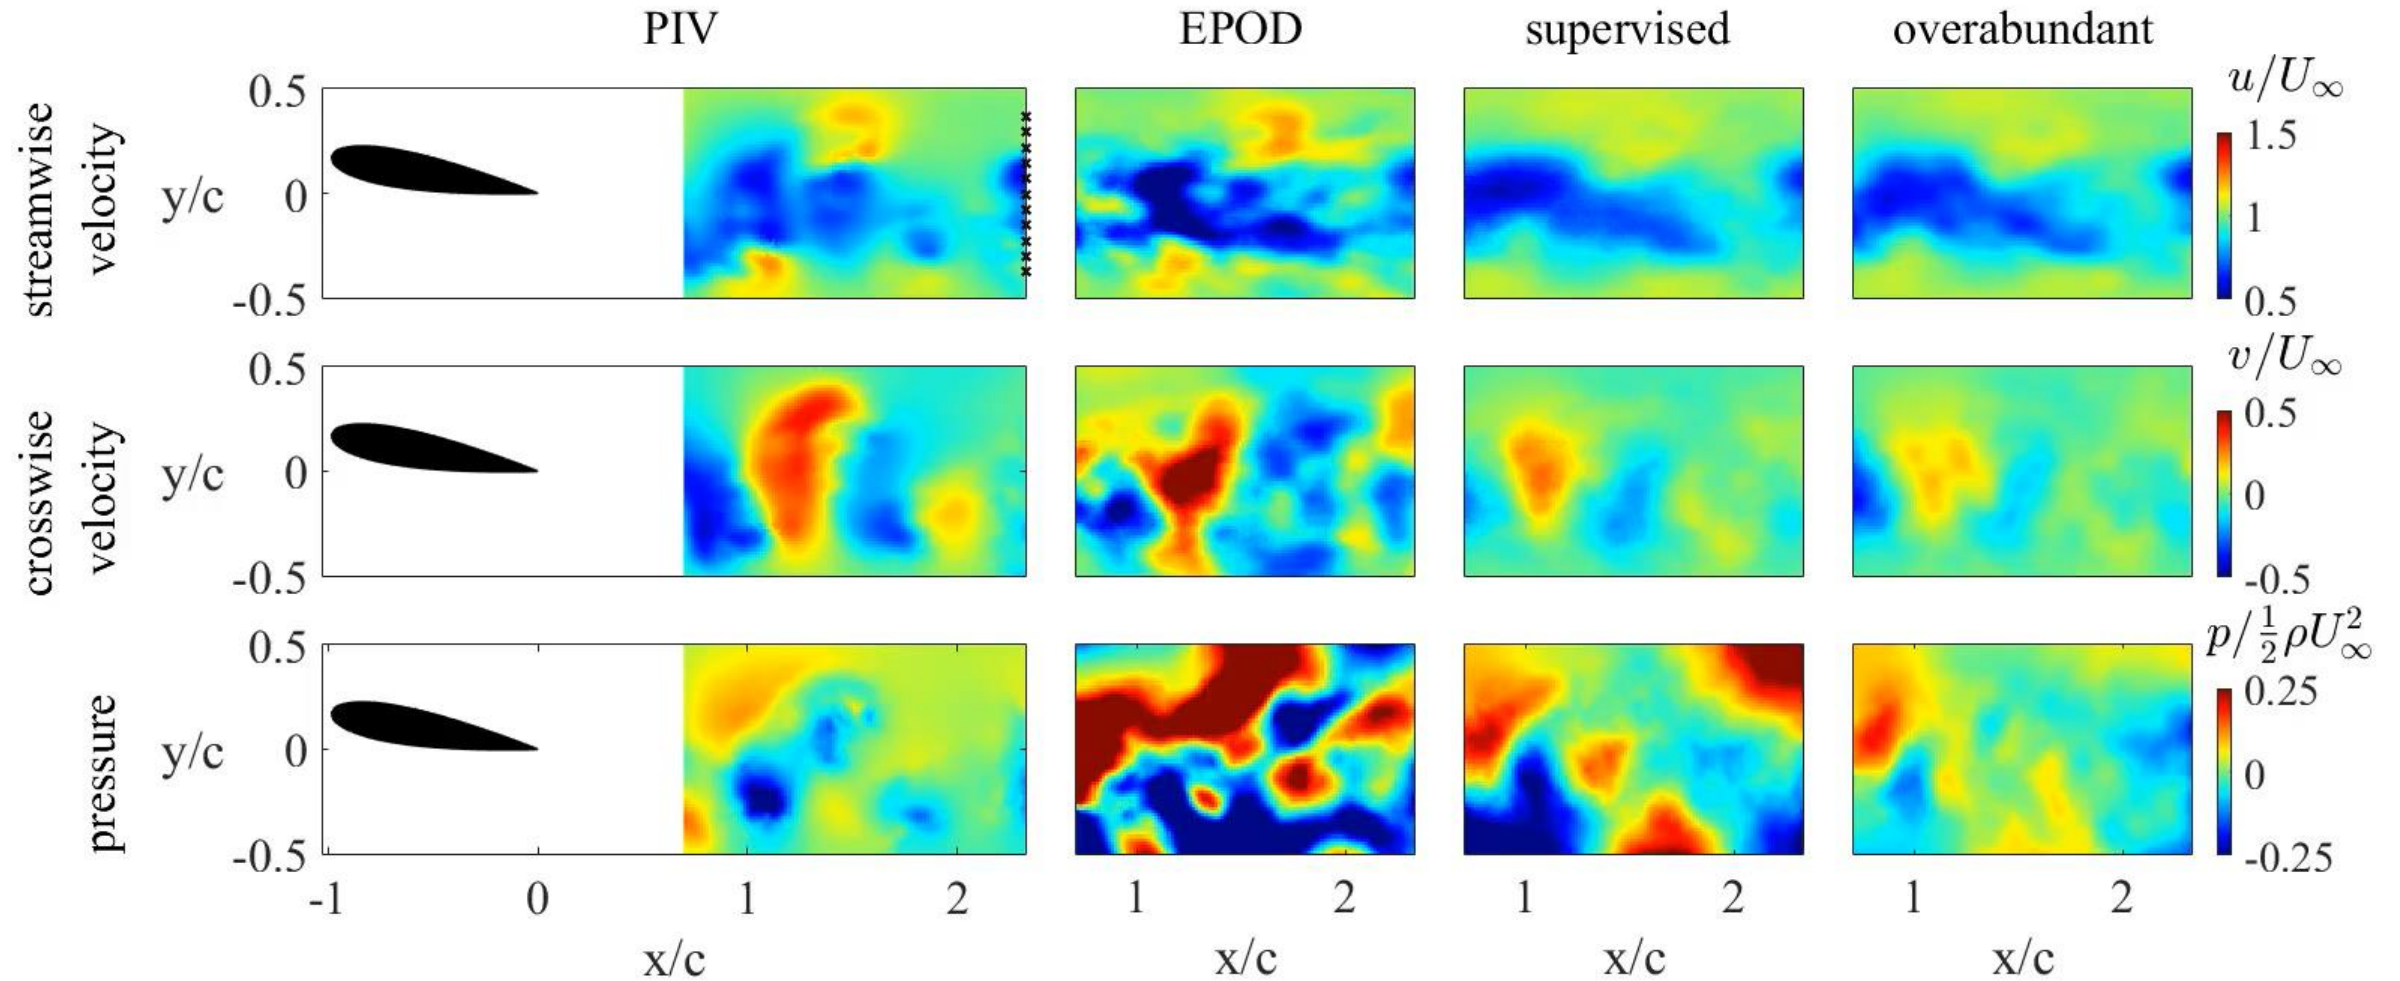 PIV EPOD supervised overabundant
streamwise
velocity
y/c
0.5
0
-0.5
u/U∞
1.5
1
0.5
crosswise
velocity
y/c
0.5
0
-0.5
v/U∞
0.5
0
-0.5
pressure
y/c
0.5
0
-0.5
p/½ρU²∞
0.25
0
-0.25
-1 0 1 2 1 2 1 2 1 2
x/c x/c x/c x/c